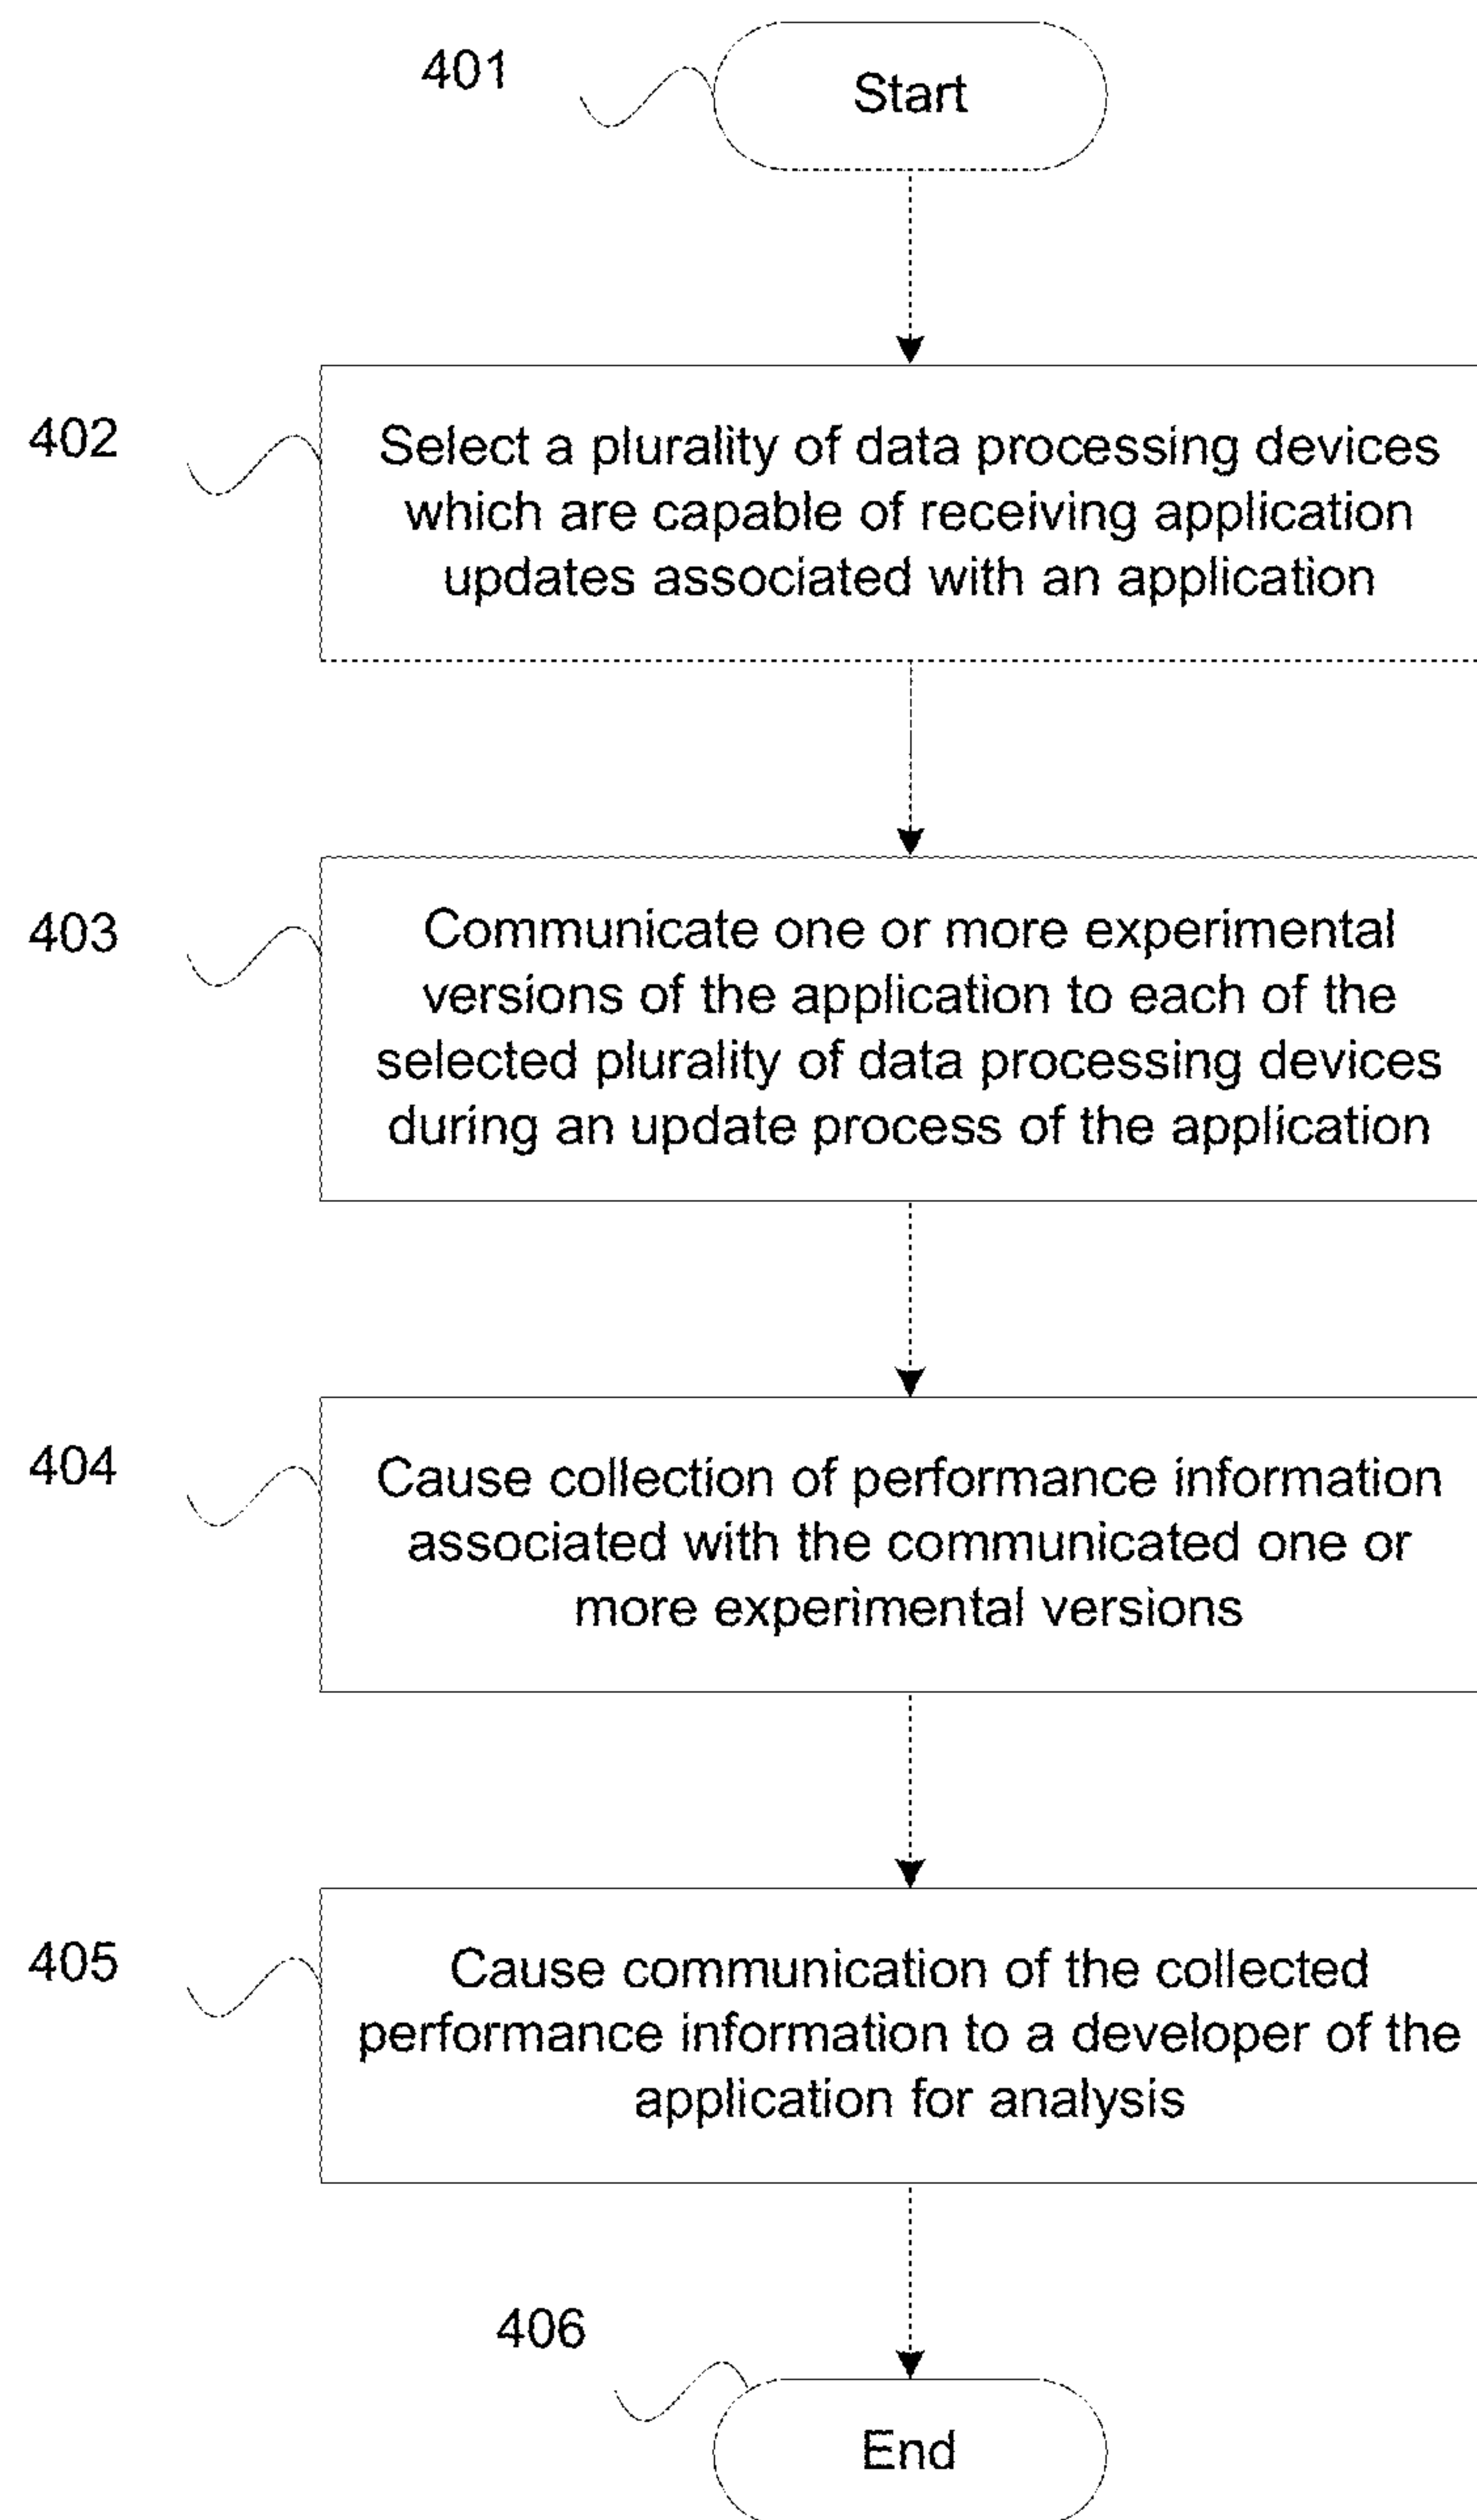 401
Start
402
Select a plurality of data processing devices
which are capable of receiving application
updates associated with an application
403
Communicate one or more experimental
versions of the application to each of the
selected plurality of data processing devices
during an update process of the application
404
Cause collection of performance information
associated with the communicated one or
more experimental versions
405
Cause communication of the collected
performance information to a developer of the
application for analysis
406
End